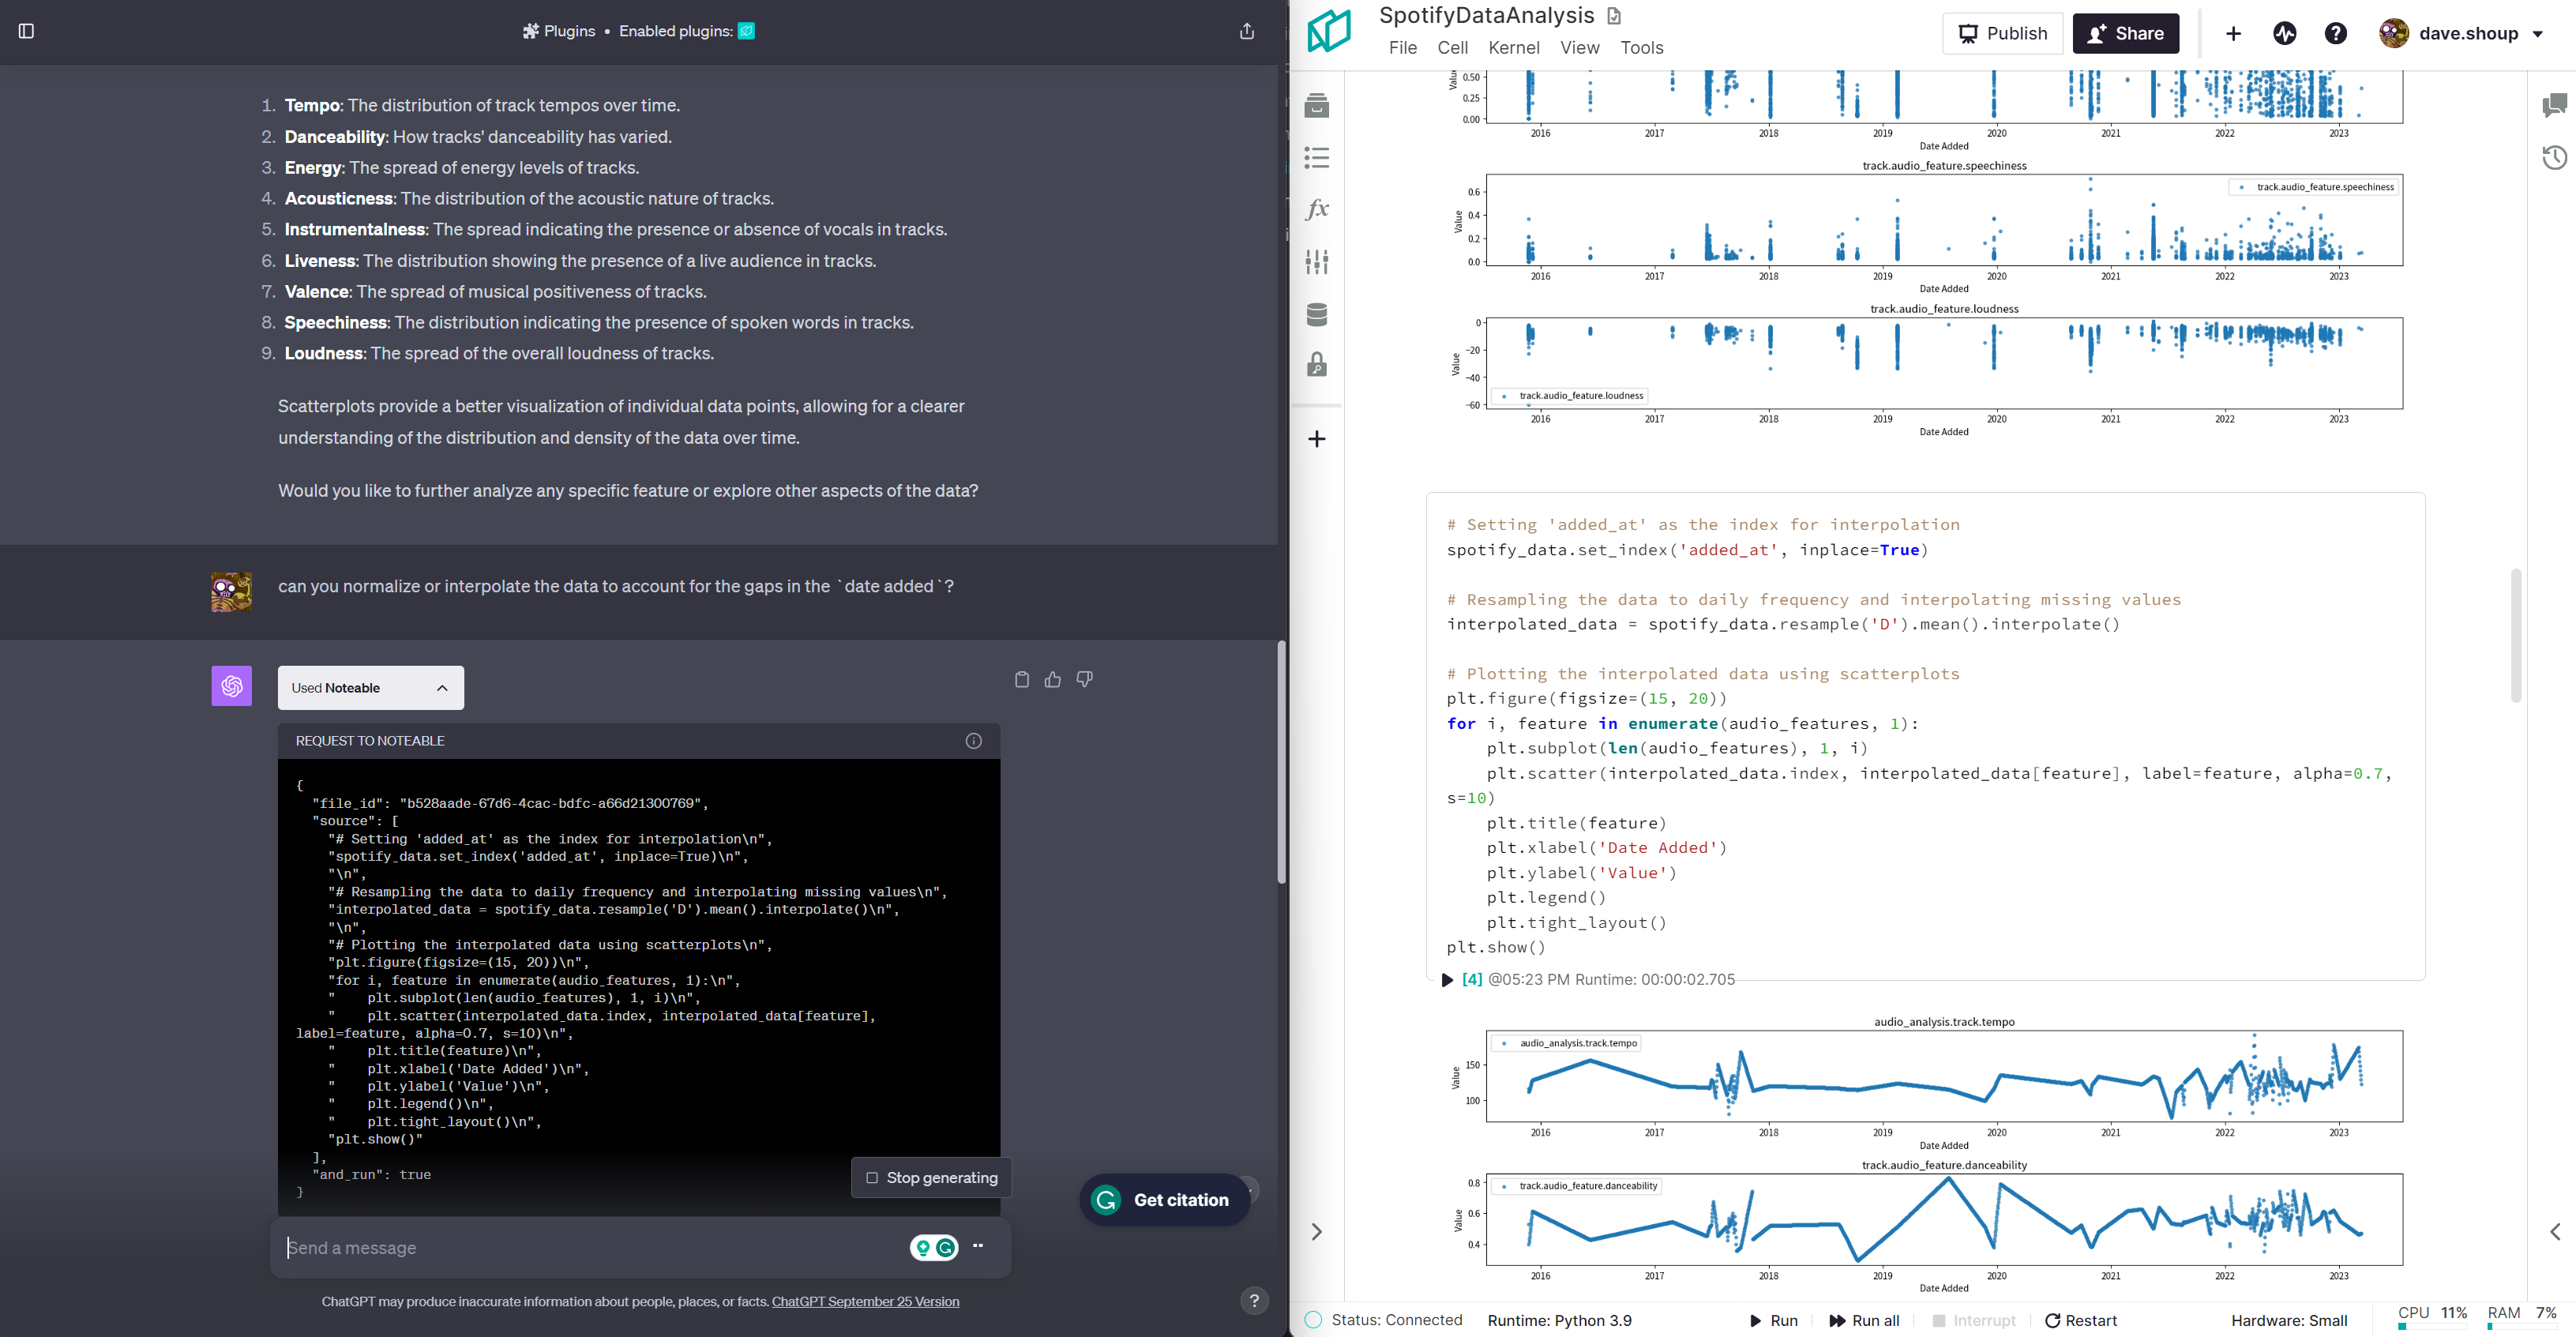 Plugins • Enabled plugins:
1. Tempo: The distribution of track tempos over time.
2. Danceability: How tracks' danceability has varied.
3. Energy: The spread of energy levels of tracks.
4. Acousticness: The distribution of the acoustic nature of tracks.
5. Instrumentalness: The spread indicating the presence or absence of vocals in tracks.
6. Liveness: The distribution showing the presence of a live audience in tracks.
7. Valence: The spread of musical positiveness of tracks.
8. Speechiness: The distribution indicating the presence of spoken words in tracks.
9. Loudness: The spread of the overall loudness of tracks.
Scatterplots provide a better visualization of individual data points, allowing for a clearer
understanding of the distribution and density of the data over time.
Would you like to further analyze any specific feature or explore other aspects of the data?
can you normalize or interpolate the data to account for the gaps in the `date added`?
Used Noteable
REQUEST TO NOTEABLE
{
"file_id": "b528aade-67d6-4cac-bdfc-a66d21300769",
"source": [
"# Setting 'added_at' as the index for interpolation\n",
"spotify_data.set_index('added_at', inplace=True)\n",
"\n",
"# Resampling the data to daily frequency and interpolating missing values\n",
"interpolated_data = spotify_data.resample('D').mean().interpolate()\n",
"\n",
"# Plotting the interpolated data using scatterplots\n",
"plt.figure(figsize=(15, 20))\n",
"for i, feature in enumerate(audio_features, 1):\n",
"    plt.subplot(len(audio_features), 1, i)\n",
"    plt.scatter(interpolated_data.index, interpolated_data[feature],
label=feature, alpha=0.7, s=10)\n",
"    plt.title(feature)\n",
"    plt.xlabel('Date Added')\n",
"    plt.ylabel('Value')\n",
"    plt.legend()\n",
"    plt.tight_layout()\n",
"plt.show()"
],
"and_run": true
}
Stop generating
Get citation
Send a message
ChatGPT may produce inaccurate information about people, places, or facts. ChatGPT September 25 Version
?
SpotifyDataAnalysis
File Cell Kernel View Tools
Publish
Share
dave.shoup
Value
0.50
0.25
0.00
2016 2017 2018 2019 2020 2021 2022 2023
Date Added
track.audio_feature.speechiness
track.audio_feature.speechiness
Value
0.6
0.4
0.2
0.0
2016 2017 2018 2019 2020 2021 2022 2023
Date Added
track.audio_feature.loudness
Value
0
−20
−40
−60
track.audio_feature.loudness
2016 2017 2018 2019 2020 2021 2022 2023
Date Added
# Setting 'added_at' as the index for interpolation
spotify_data.set_index('added_at', inplace=True)
# Resampling the data to daily frequency and interpolating missing values
interpolated_data = spotify_data.resample('D').mean().interpolate()
# Plotting the interpolated data using scatterplots
plt.figure(figsize=(15, 20))
for i, feature in enumerate(audio_features, 1):
    plt.subplot(len(audio_features), 1, i)
    plt.scatter(interpolated_data.index, interpolated_data[feature], label=feature, alpha=0.7,
s=10)
    plt.title(feature)
    plt.xlabel('Date Added')
    plt.ylabel('Value')
    plt.legend()
    plt.tight_layout()
plt.show()
[4] @05:23 PM Runtime: 00:00:02.705
audio_analysis.track.tempo
audio_analysis.track.tempo
Value
150
100
2016 2017 2018 2019 2020 2021 2022 2023
Date Added
track.audio_feature.danceability
track.audio_feature.danceability
Value
0.8
0.6
0.4
2016 2017 2018 2019 2020 2021 2022 2023
Date Added
Status: Connected Runtime: Python 3.9 Run Run all Interrupt Restart Hardware: Small CPU 11% RAM 7%